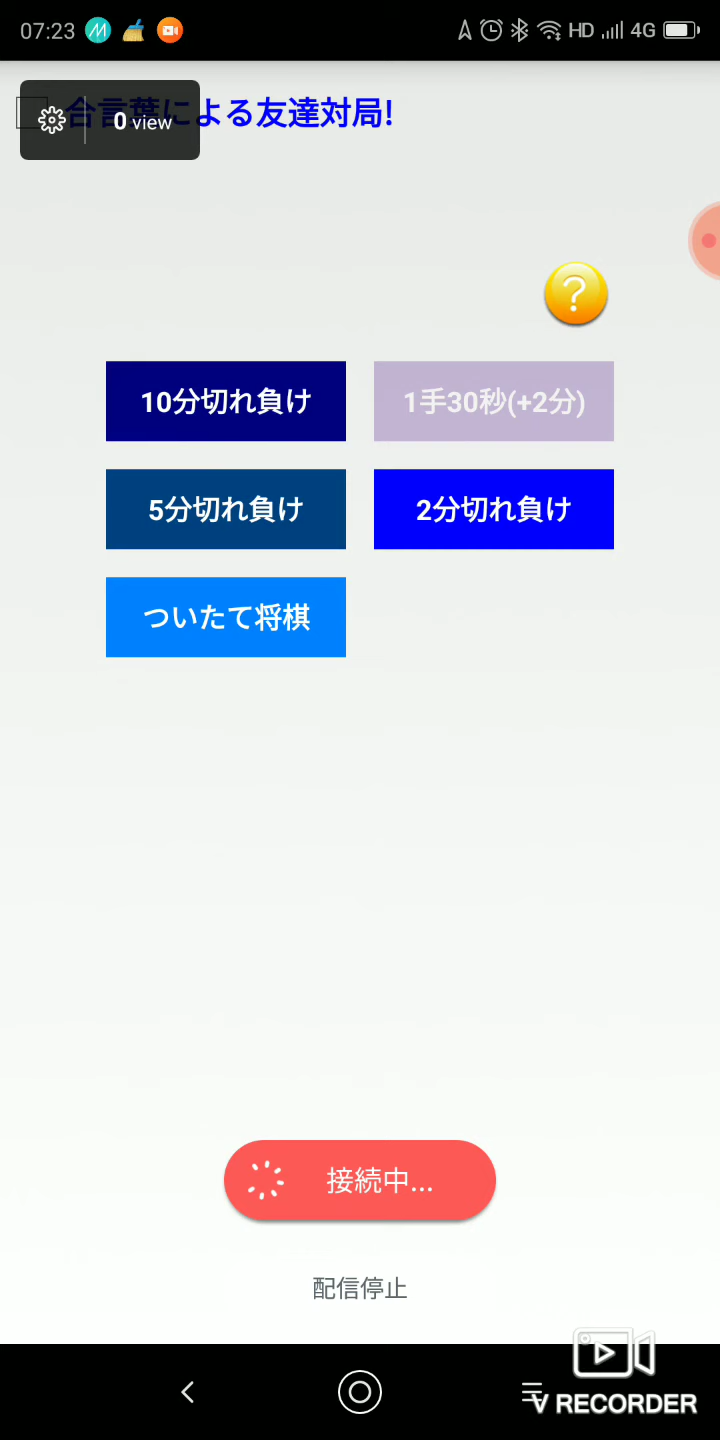 07:23 HD 4G
合言葉による友達対局!
0 view
?
10分切れ負け
1手30秒(+2分)
5分切れ負け
2分切れ負け
ついたて将棋
接続中...
配信停止
V RECORDER